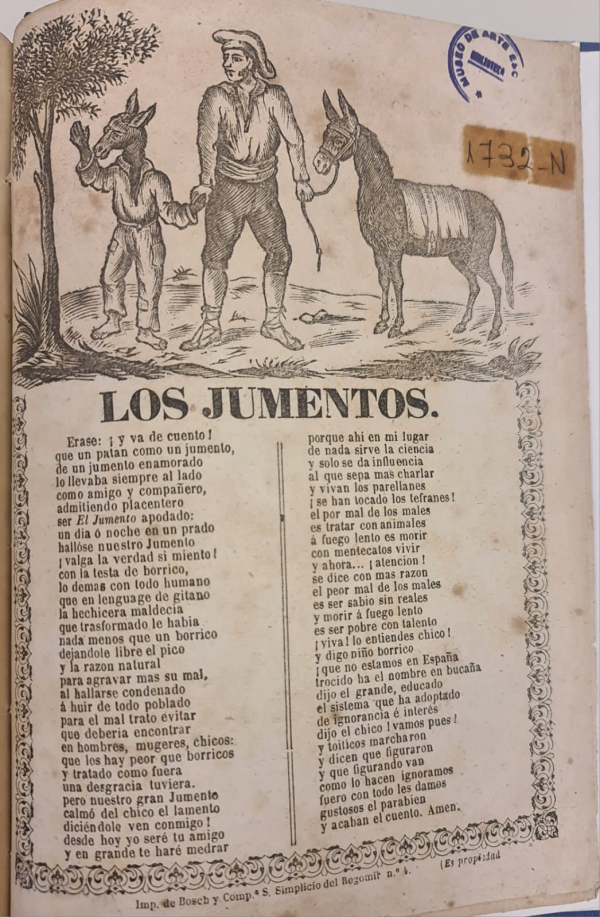 MUSEO DE ARTE ESC
BIBLIOTECA
1732-N
LOS JUMENTOS.
Erase: ¡ y va de cuento !
que un patan como un jumento,
de un jumento enamorado
lo llevaba siempre al lado
como amigo y compañero,
admitiendo placentero
ser El Jumento apodado:
un dia ó noche en un prado
hallóse nuestro Jumento
¡ valga la verdad si miento !
con la testa de borrico,
lo demas con todo humano
que en lenguage de gitano
la hechicera maldecia
que trasformado le habia
nada menos que un borrico
dejandole libre el pico
y la razon natural
para agravar mas su mal,
al hallarse condenado
á huir de todo poblado
para el mal trato evitar
que deberia encontrar
en hombres, mugeres, chicos:
que los hay peor que borricos
y tratado como fuera
una desgracia tuviera.
pero nuestro gran Jumento
calmó del chico el lamento
diciéndole ven conmigo !
desde hoy yo seré tu amigo
y en grande te haré medrar
porque ahi en mi lugar
de nada sirve la ciencia
y solo se da influencia
al que sepa mas charlar
y vivan los parellanes
¡ se han tocado los tefranes !
el por mal de los males
es tratar con animales
á fuego lento es morir
con mentecatos vivir
y ahora... ¡ atencion !
se dice con mas razon
el peor mal de los males
es ser sabio sin reales
y morir á fuego lento
es ser pobre con talento
¡ viva! lo entiendes chico !
y digo niño borrico
¡ que no estamos en España
trocido ha el nombre en bucaña
dijo el grande, educado
el sistema que ha adoptado
de ignorancia é interés
dijo el chico ! vamos pues !
y toiticos marcharon
y dicen que figuraron
y que figurando van
como lo hacen ignoramos
fuero con todo les damos
gustosos el parabien
y acaban el cuento. Amen.
Imp. de Bosch y Comp.ª S. Simplicio del Regomir n.º 4. (Es propiedad